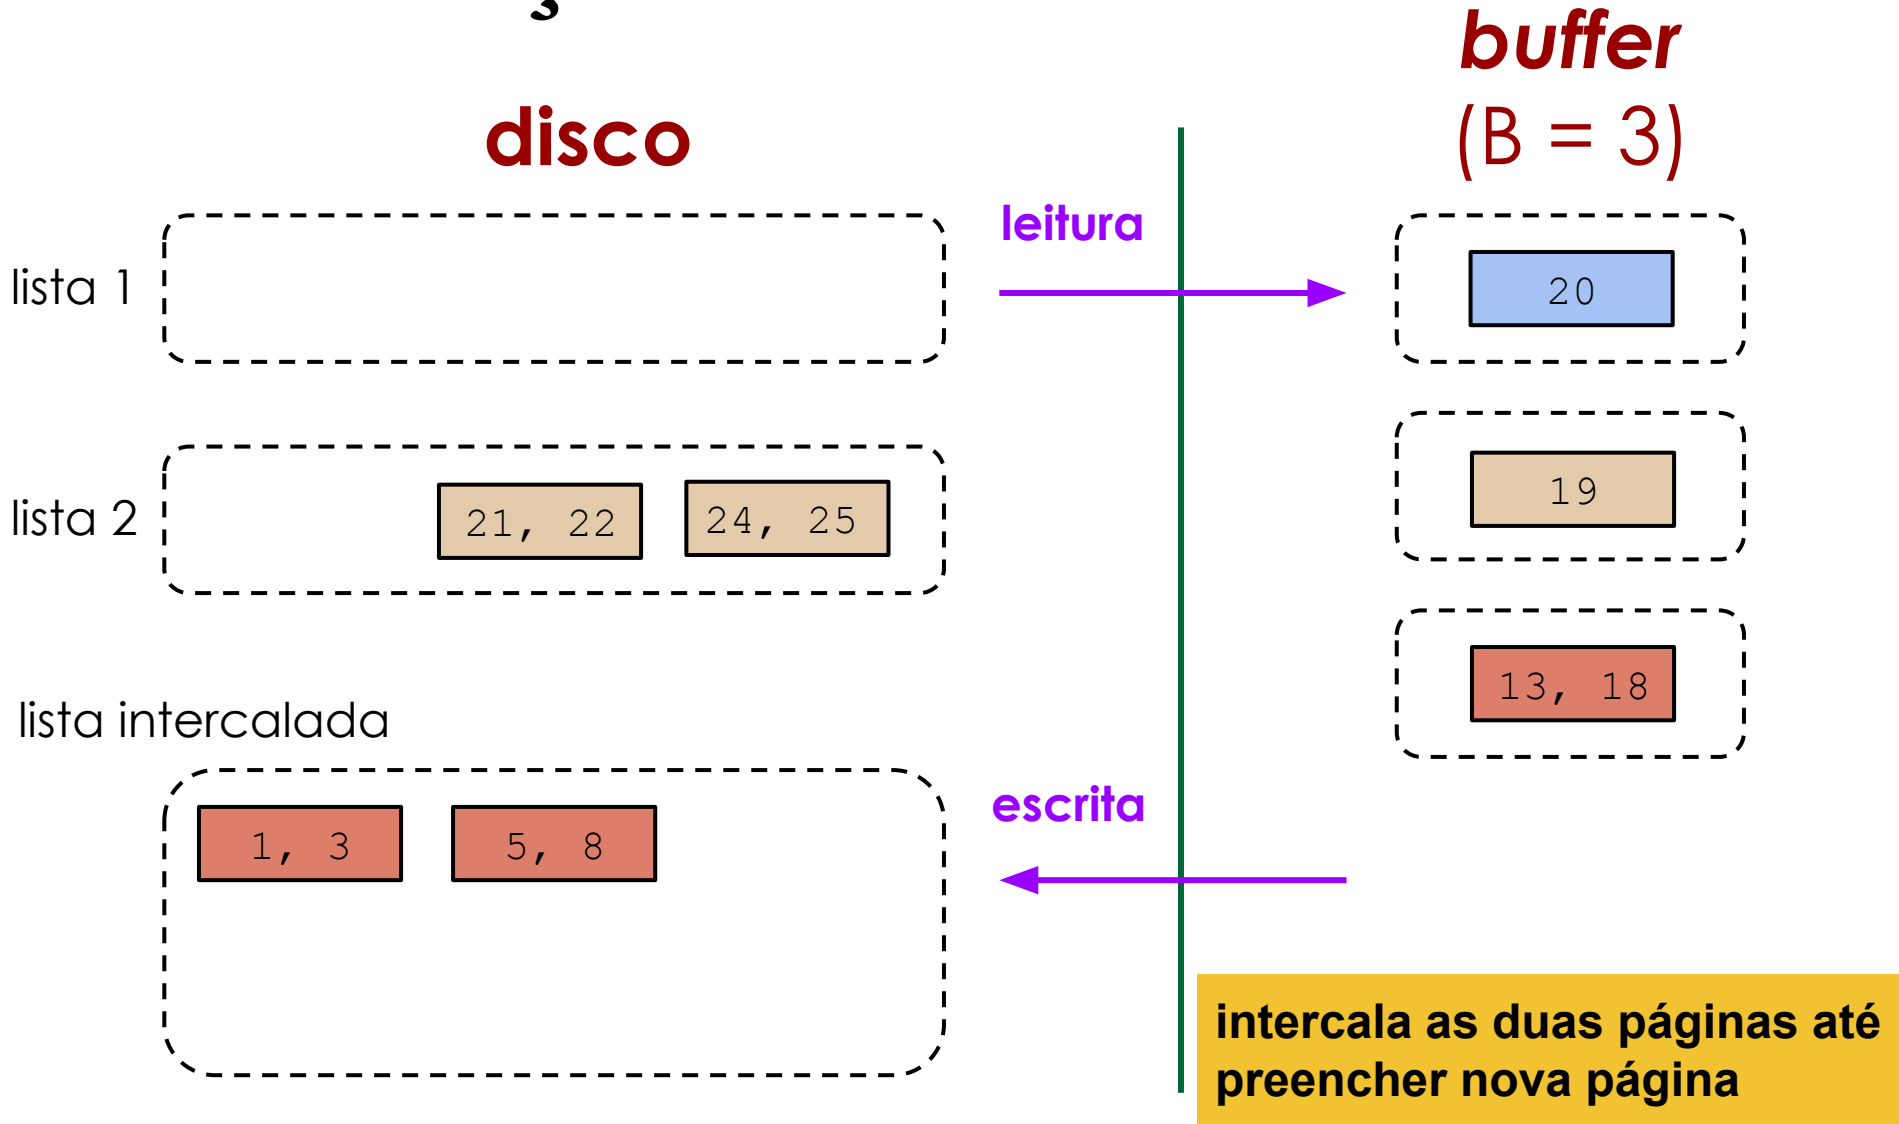 disco
buffer
(B = 3)
leitura
lista 1
20
lista 2
21, 22
24, 25
19
13, 18
lista intercalada
1, 3
5, 8
escrita
intercala as duas páginas até
preencher nova página